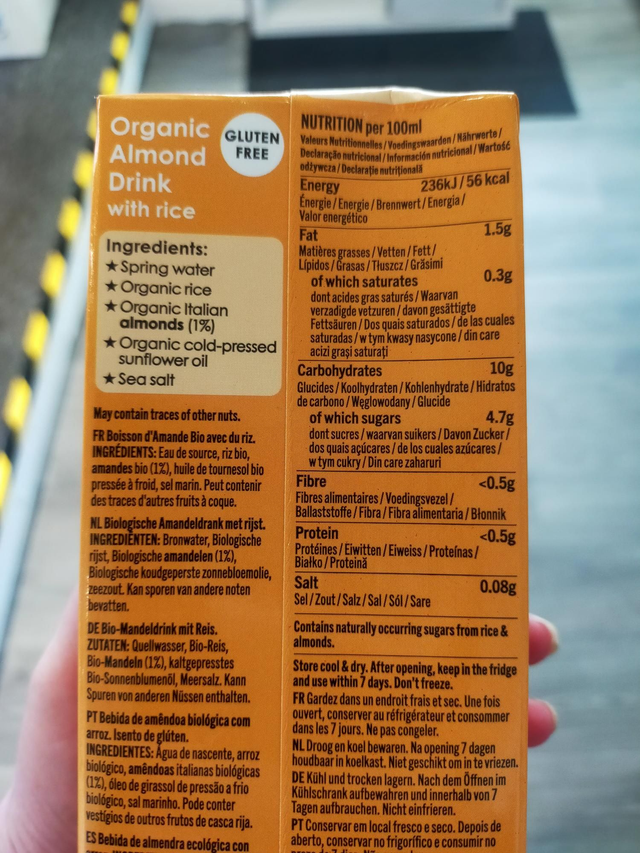 Organic
Almond
Drink
with rice
GLUTEN
FREE
Ingredients:
★ Spring water
★ Organic rice
★ Organic Italian
almonds (1%)
★ Organic cold-pressed
sunflower oil
★ Sea salt
May contain traces of other nuts.
FR Boisson d'Amande Bio avec du riz.
INGRÉDIENTS: Eau de source, riz bio,
amandes bio (1%), huile de tournesol bio
pressée à froid, sel marin. Peut contenir
des traces d'autres fruits à coque.
NL Biologische Amandeldrank met rijst.
INGREDIËNTEN: Bronwater, Biologische
rijst, Biologische amandelen (1%),
Biologische koudgeperste zonnebloemolie,
zeezout. Kan sporen van andere noten
bevatten.
DE Bio-Mandeldrink mit Reis.
ZUTATEN: Quellwasser, Bio-Reis,
Bio-Mandeln (1%), kaltgepresstes
Bio-Sonnenblumenöl, Meersalz. Kann
Spuren von anderen Nüssen enthalten.
PT Bebida de amêndoa biológica com
arroz. Isento de glúten.
INGREDIENTES: Água de nascente, arroz
biológico, amêndoas italianas biológicas
(1%), óleo de girassol de pressão a frio
biológico, sal marinho. Pode conter
vestígios de outros frutos de casca rija.
ES Bebida de almendra ecológica con
NUTRITION per 100ml
Valeurs Nutritionnelles / Voedingswaarden / Nährwerte /
Declaração nutricional / Información nutricional / Wartość
odżywcza / Declarație nutrițională
Energy 236kJ / 56 kcal
Énergie / Energie / Brennwert / Energia /
Valor energético
Fat 1.5g
Matières grasses / Vetten / Fett /
Lípidos / Grasas / Tłuszcz / Grăsimi
of which saturates 0.3g
dont acides gras saturés / Waarvan
verzadigde vetzuren / davon gesättigte
Fettsäuren / Dos quais saturados / de las cuales
saturadas / w tym kwasy nasycone / din care
acizi grași saturați
Carbohydrates 10g
Glucides / Koolhydraten / Kohlenhydrate / Hidratos
de carbono / Węglowodany / Glucide
of which sugars 4.7g
dont sucres / waarvan suikers / Davon Zucker /
dos quais açúcares / de los cuales azúcares /
w tym cukry / Din care zaharuri
Fibre <0.5g
Fibres alimentaires / Voedingsvezel /
Ballaststoffe / Fibra / Fibra alimentaria / Błonnik
Protein <0.5g
Protéines / Eiwitten / Eiweiss / Proteínas /
Białko / Proteină
Salt 0.08g
Sel / Zout / Salz / Sal / Sól / Sare
Contains naturally occurring sugars from rice &
almonds.
Store cool & dry. After opening, keep in the fridge
and use within 7 days. Don't freeze.
FR Gardez dans un endroit frais et sec. Une fois
ouvert, conserver au réfrigérateur et consommer
dans les 7 jours. Ne pas congeler.
NL Droog en koel bewaren. Na opening 7 dagen
houdbaar in koelkast. Niet geschikt om in te vriezen.
DE Kühl und trocken lagern. Nach dem Öffnen im
Kühlschrank aufbewahren und innerhalb von 7
Tagen aufbrauchen. Nicht einfrieren.
PT Conservar em local fresco e seco. Depois de
aberto, conservar no frigorífico e consumir no